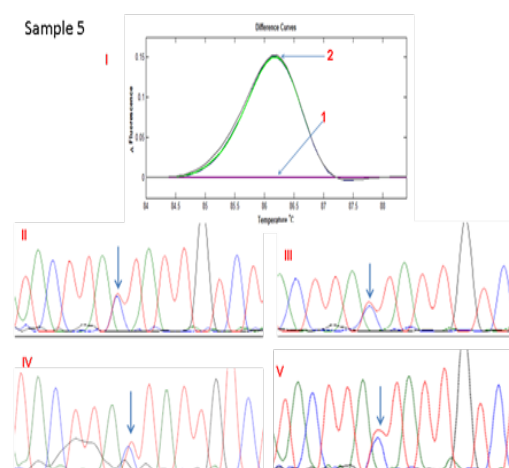 Sample 5
Difference Curves
I
2
0.15
0.1
1
Δ Fluorescence
0.05
0
84 84.5 85 85.5 86 86.5 87 87.5 88
Temperature °C
II
III
IV
V